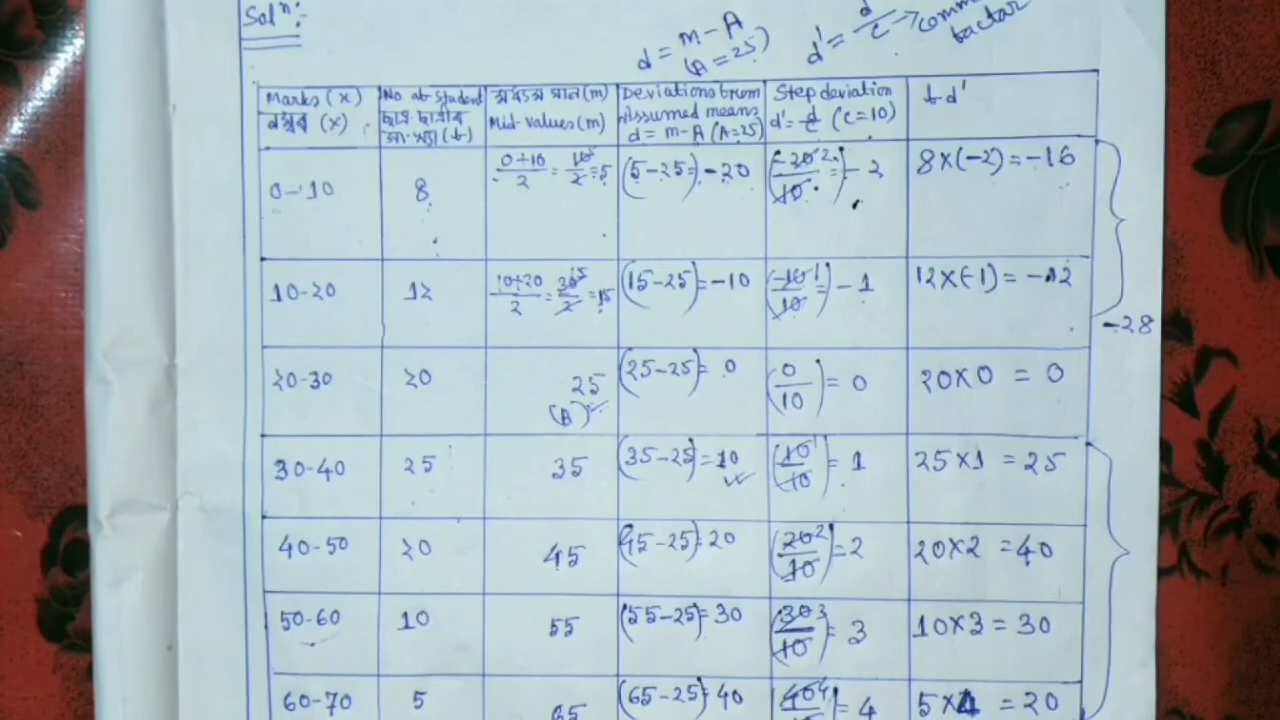 Solⁿ:
d = m - A
(A = 25)
d' = d/c → common factor
Marks (x) নম্বৰ (x) | No. of Student ছাত্ৰ ছাত্ৰীৰ সংখ্যা (f) | Mid-values (m) | Deviations from Assumed means d = m-A (A=25) | Step deviation d' = d/c (c=10) | f d'
0-10 | 8 | 0+10/2 = 10/2 = 5 | (5-25) = -20 | (-20/10) = -2 | 8×(-2) = -16
10-20 | 12 | 10+20/2 = 30/2 = 15 | (15-25) = -10 | (-10/10) = -1 | 12×(-1) = -12
-28
20-30 | 20 | 25 (A) | (25-25) = 0 | (0/10) = 0 | 20×0 = 0
30-40 | 25 | 35 | (35-25) = 10 | (10/10) = 1 | 25×1 = 25
40-50 | 20 | 45 | (45-25) = 20 | (20/10) = 2 | 20×2 = 40
50-60 | 10 | 55 | (55-25) = 30 | (30/10) = 3 | 10×3 = 30
60-70 | 5 | 65 | (65-25) = 40 | (40/10) = 4 | 5×4 = 20